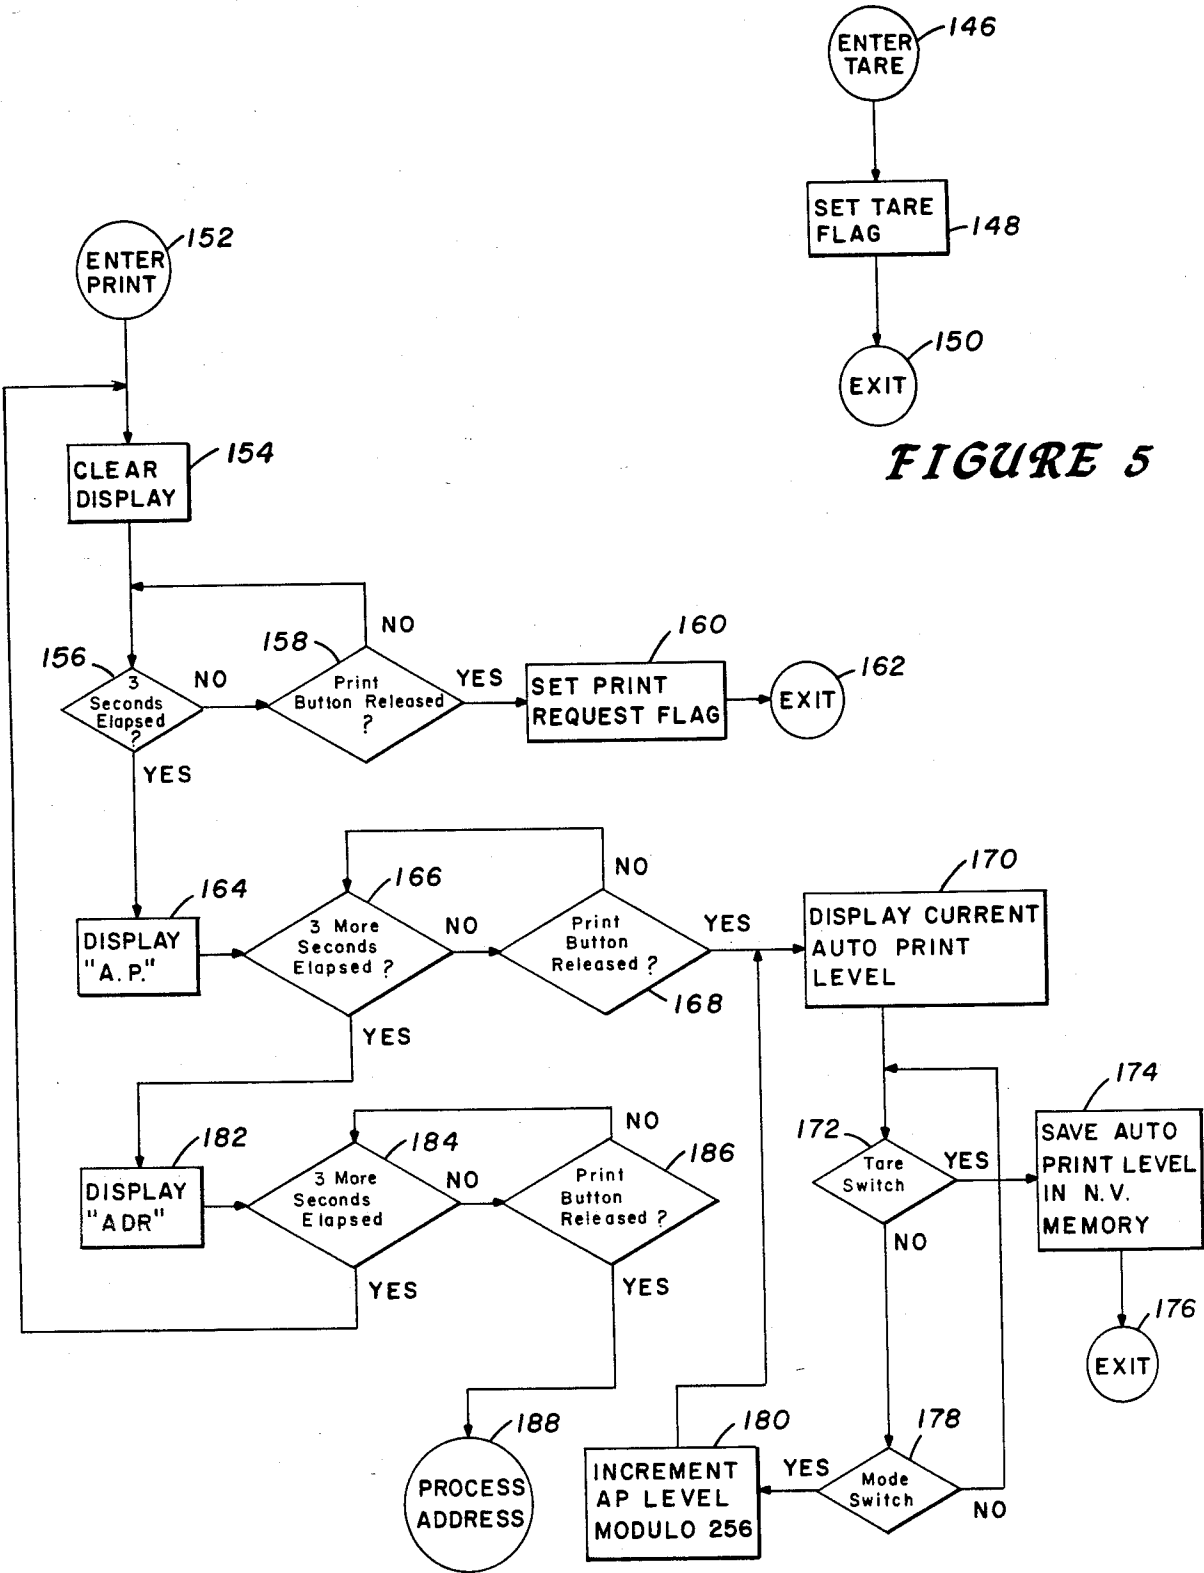 ENTER
TARE
146
SET TARE
FLAG
148
150
EXIT
FIGURE 5
152
ENTER
PRINT
154
CLEAR
DISPLAY
156
3
Seconds
Elapsed
?
NO
YES
158
Print
Button Released
?
NO
YES
160
SET PRINT
REQUEST FLAG
162
EXIT
164
DISPLAY
"A.P."
166
3 More
Seconds
Elapsed ?
NO
YES
Print
Button
Released ?
168
NO
YES
170
DISPLAY CURRENT
AUTO PRINT
LEVEL
172
Tare
Switch
YES
NO
174
SAVE AUTO
PRINT LEVEL
IN N.V.
MEMORY
176
EXIT
178
Mode
Switch
YES
NO
180
INCREMENT
AP LEVEL
MODULO 256
182
DISPLAY
"ADR"
184
3 More
Seconds
Elapsed
NO
YES
186
Print
Button
Released ?
NO
YES
188
PROCESS
ADDRESS